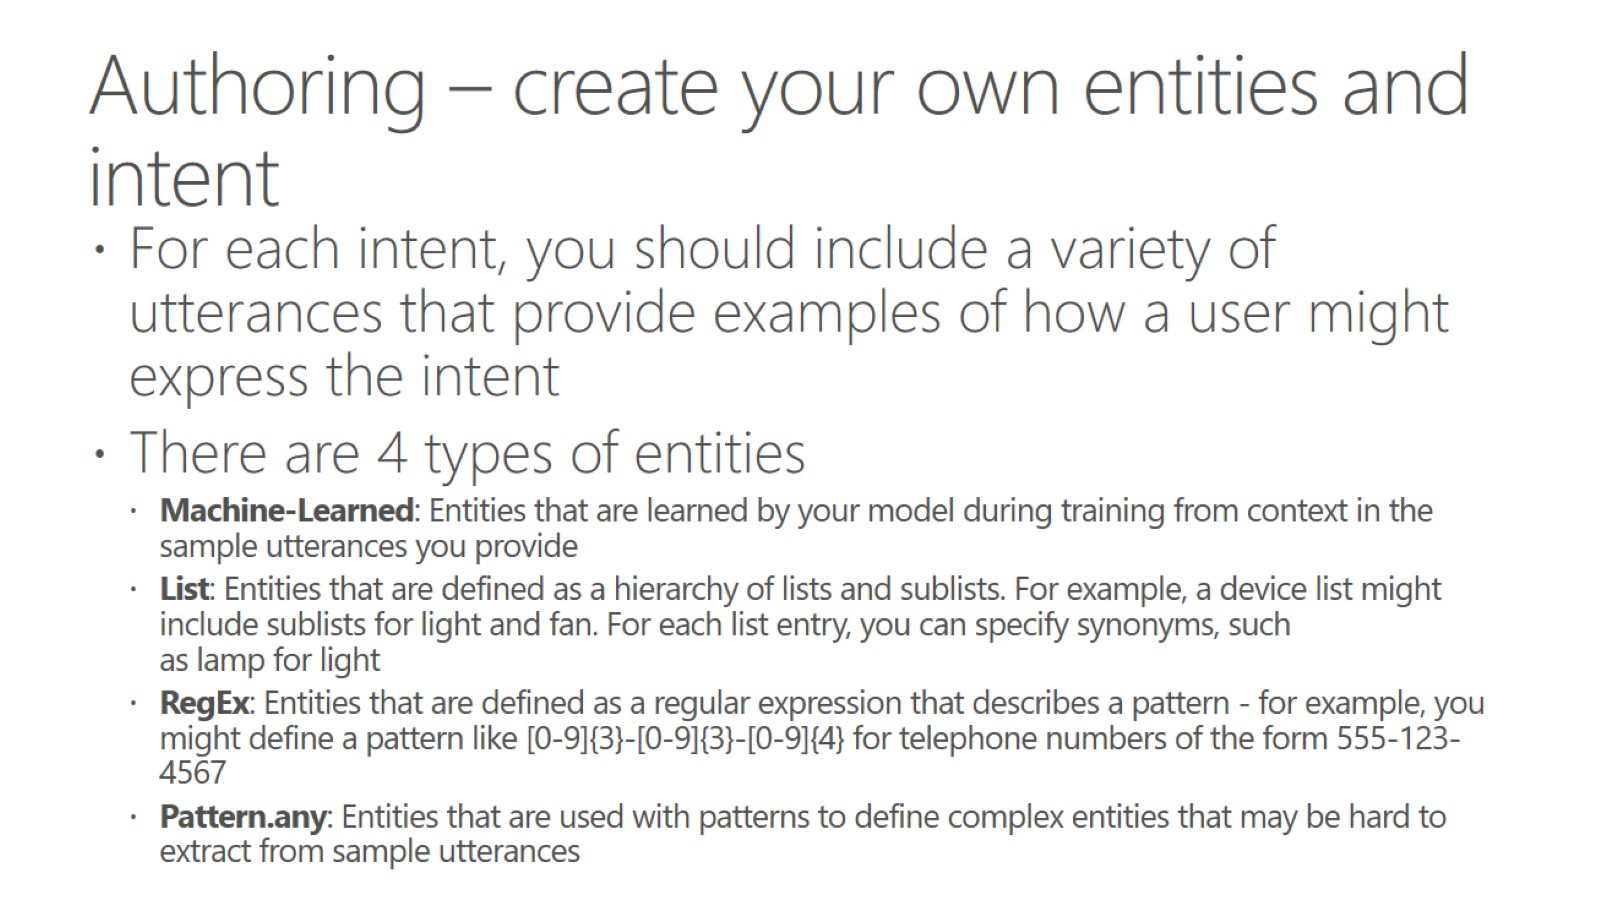 Authoring – create your own entities and
intent
• For each intent, you should include a variety of
utterances that provide examples of how a user might
express the intent
• There are 4 types of entities
• Machine-Learned: Entities that are learned by your model during training from context in the
sample utterances you provide
• List: Entities that are defined as a hierarchy of lists and sublists. For example, a device list might
include sublists for light and fan. For each list entry, you can specify synonyms, such
as lamp for light
• RegEx: Entities that are defined as a regular expression that describes a pattern - for example, you
might define a pattern like [0-9]{3}-[0-9]{3}-[0-9]{4} for telephone numbers of the form 555-123-
4567
• Pattern.any: Entities that are used with patterns to define complex entities that may be hard to
extract from sample utterances